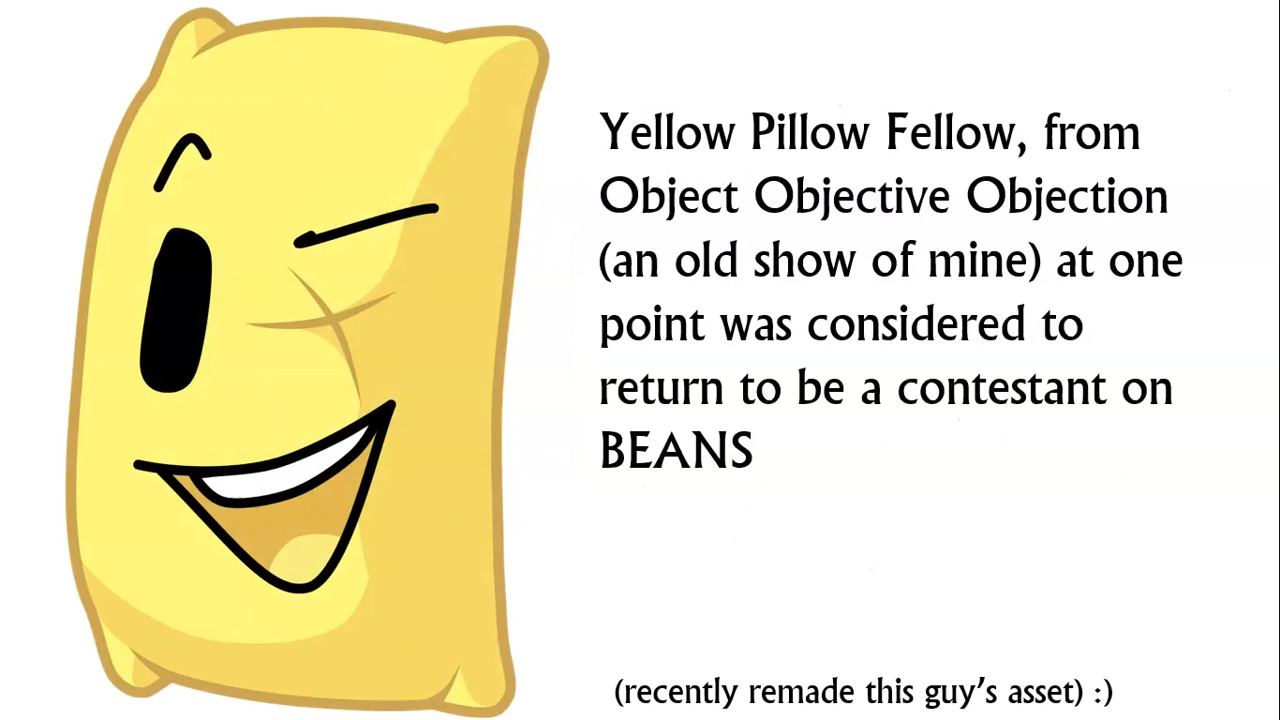 Yellow Pillow Fellow, from
Object Objective Objection
(an old show of mine) at one
point was considered to
return to be a contestant on
BEANS
(recently remade this guy's asset) :)